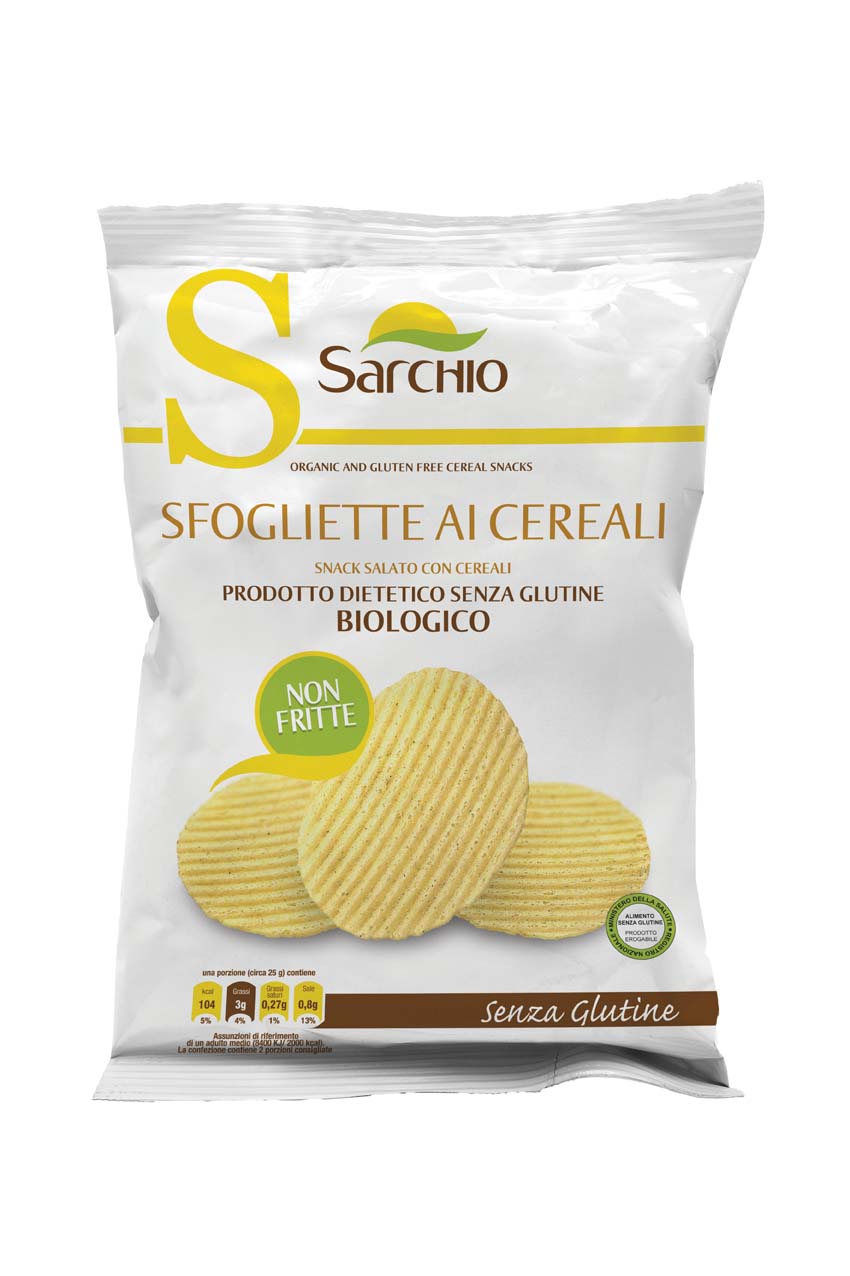 S
Sarchio
ORGANIC AND GLUTEN FREE CEREAL SNACKS
SFOGLIETTE AI CEREALI
SNACK SALATO CON CEREALI
PRODOTTO DIETETICO SENZA GLUTINE
BIOLOGICO
NON
FRITTE
MINISTERO DELLA SALUTE • REGISTRO NAZIONALE •
ALIMENTO
SENZA GLUTINE
PRODOTTO
EROGABILE
una porzione (circa 25 g) contiene
kcal Grassi Grassi saturi Sale
104 3g 0,27g 0,8g
5% 4% 1% 13%
Senza Glutine
Assunzioni di riferimento
di un adulto medio (8400 KJ/ 2000 kcal).
La confezione contiene 2 porzioni consigliate